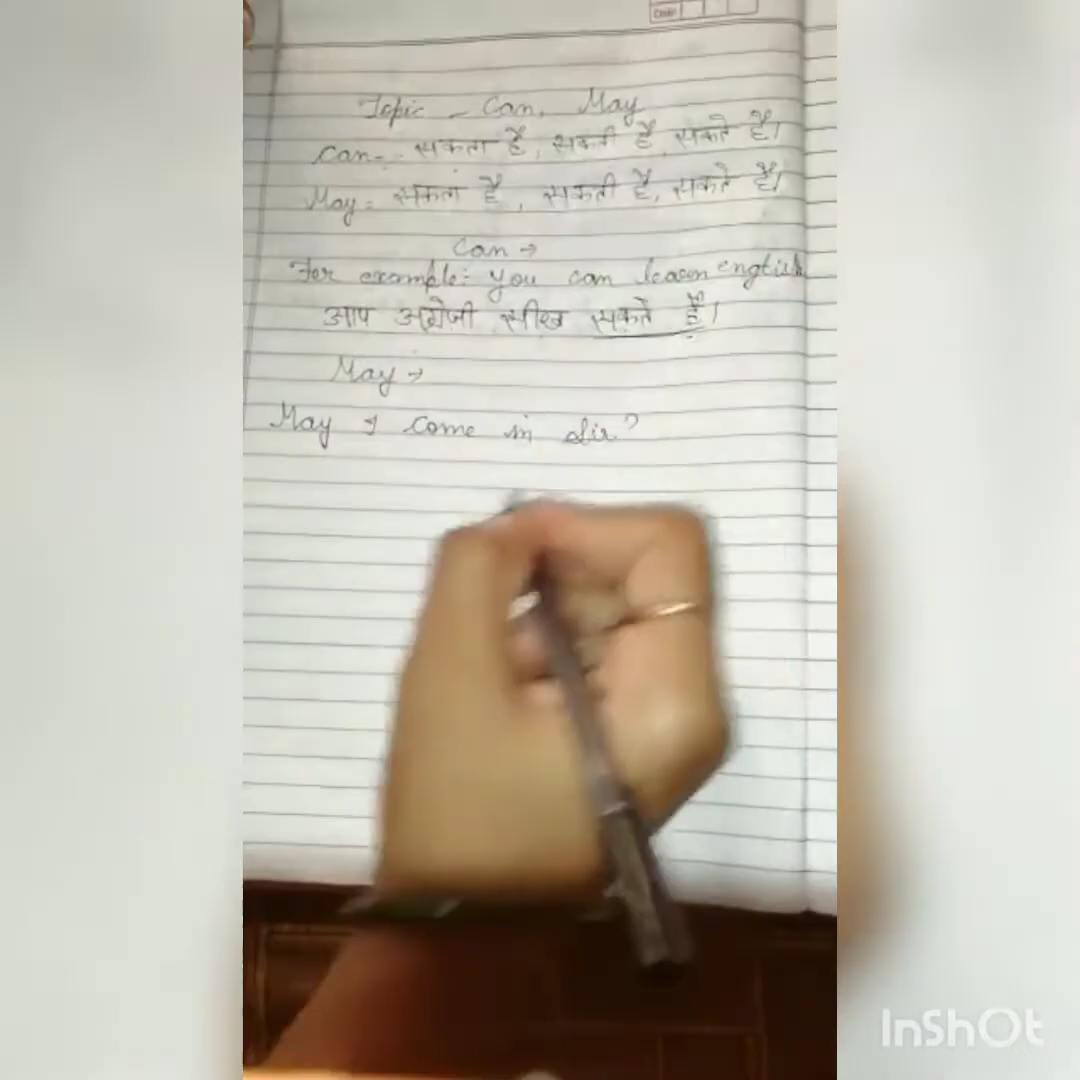 Date
Topic - Can, May
Can - सकता है, सकती है, सकते हैं।
May = सकता है, सकती है, सकते हैं।
Can →
For example:- you can learn english
आप अंग्रेजी सीख सकते हैं।
May →
May I come in sir?
InShOt